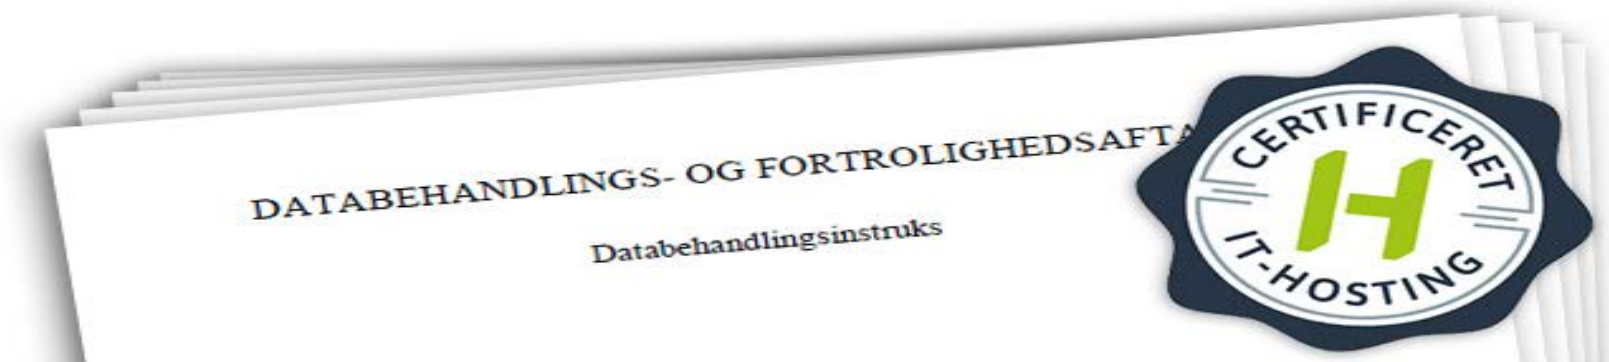 DATABEHANDLINGS- OG FORTROLIGHEDSAFTA
Databehandlingsinstruks
CERTIFICERET
H
IT-HOSTING